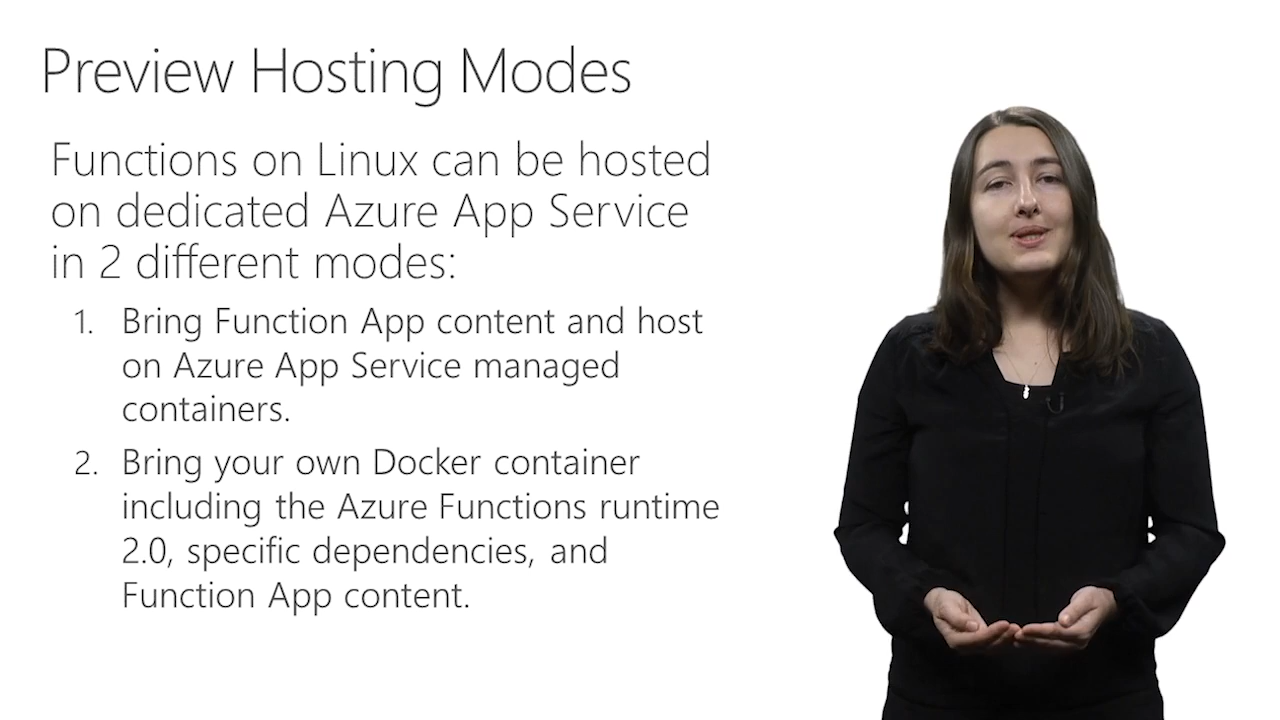 Preview Hosting Modes
Functions on Linux can be hosted
on dedicated Azure App Service
in 2 different modes:
1. Bring Function App content and host
on Azure App Service managed
containers.
2. Bring your own Docker container
including the Azure Functions runtime
2.0, specific dependencies, and
Function App content.